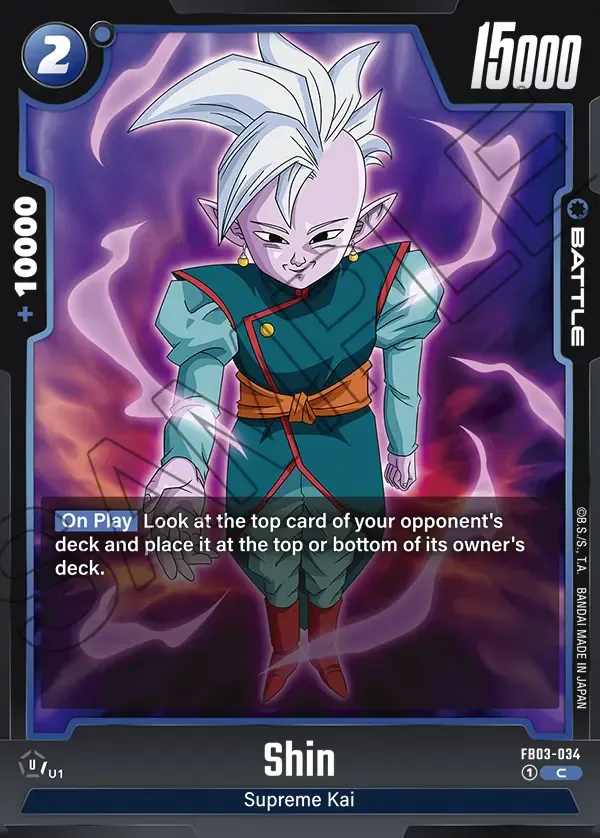 2
15000
+ 10000
BATTLE
SAMPLE
On Play Look at the top card of your opponent's
deck and place it at the top or bottom of its owner's
deck.
©B.S./S., T.A. BANDAI MADE IN JAPAN
Shin
FB03-034
U/U1
1 C
Supreme Kai